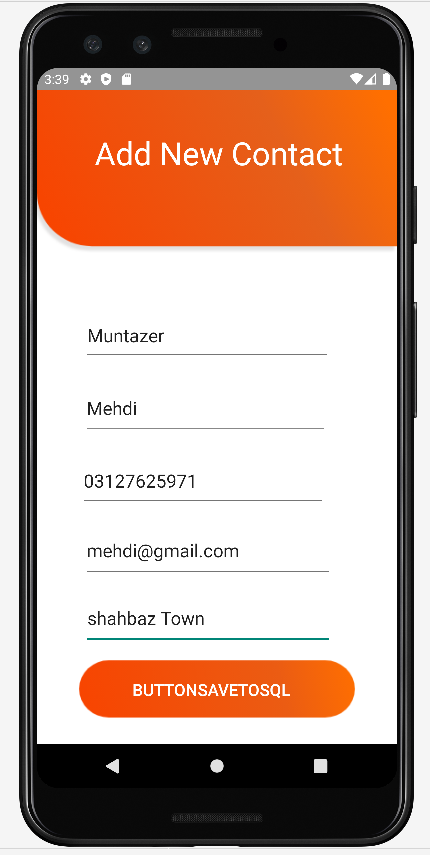 3:39
Add New Contact
Muntazer
Mehdi
03127625971
mehdi@gmail.com
shahbaz Town
BUTTONSAVETOSQL